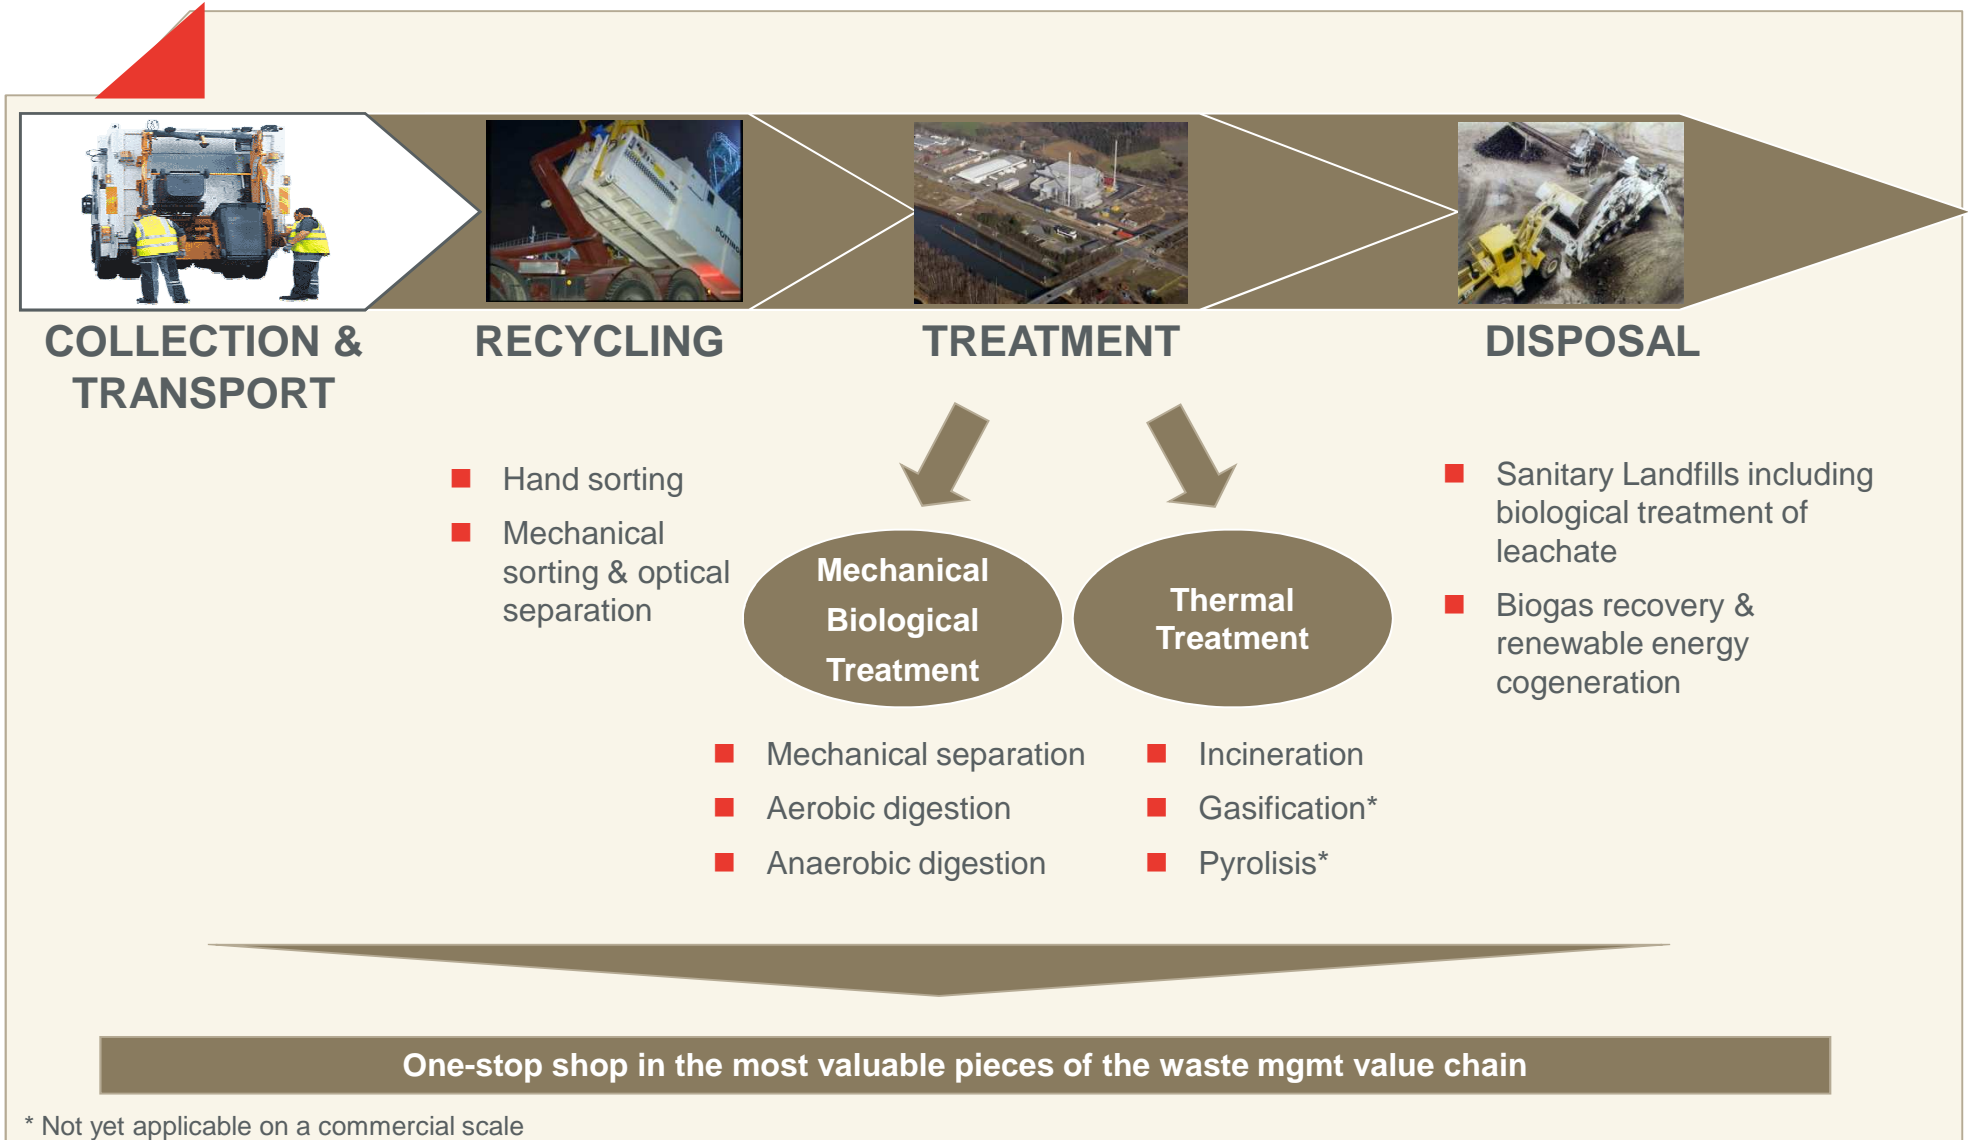 COLLECTION &
TRANSPORT
RECYCLING
TREATMENT
DISPOSAL
Hand sorting
Mechanical
sorting & optical
separation
Mechanical
Biological
Treatment
Thermal
Treatment
Mechanical separation
Aerobic digestion
Anaerobic digestion
Incineration
Gasification*
Pyrolisis*
Sanitary Landfills including
biological treatment of
leachate
Biogas recovery &
renewable energy
cogeneration
One-stop shop in the most valuable pieces of the waste mgmt value chain
* Not yet applicable on a commercial scale